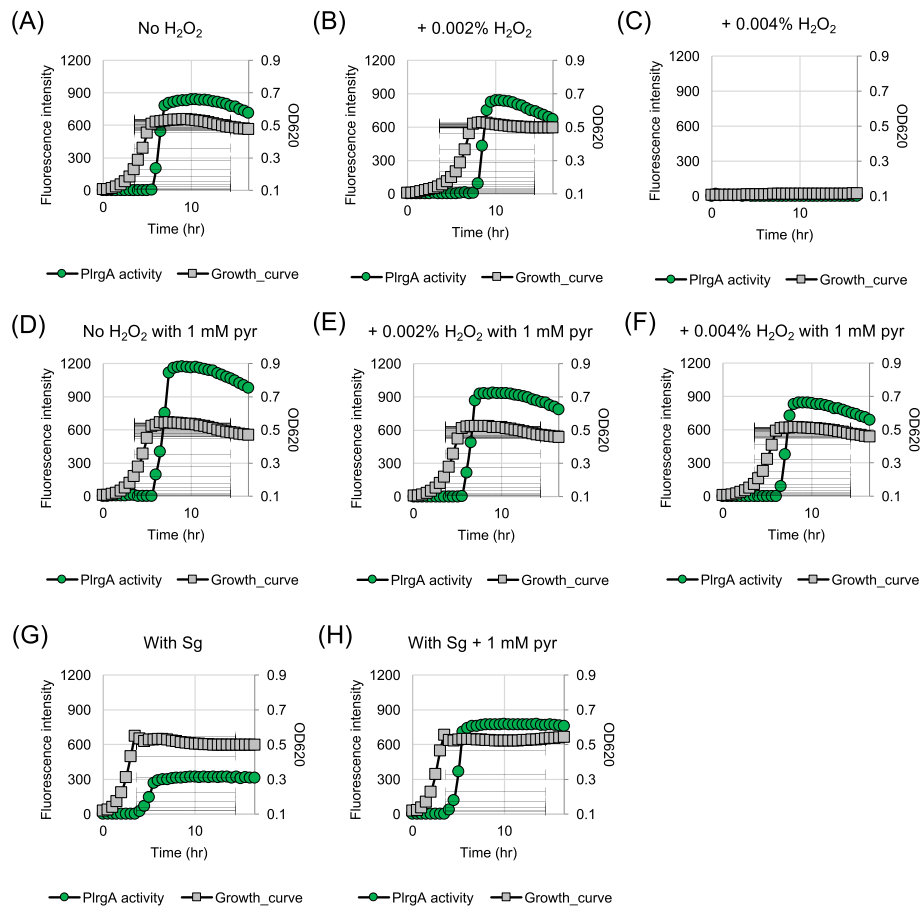 (A) No H₂O₂
1200 900 600 300 0
Fluorescence intensity
0.9 0.7 0.5 0.3 0.1
OD620
0 10
Time (hr)
PlrgA activity Growth_curve
(B) + 0.002% H₂O₂
1200 900 600 300 0
Fluorescence intensity
0.9 0.7 0.5 0.3 0.1
OD620
0 10
Time (hr)
PlrgA activity Growth_curve
(C) + 0.004% H₂O₂
1200 900 600 300 0
Fluorescence intensity
0.9 0.7 0.5 0.3 0.1
OD620
0 10
Time (hr)
PlrgA activity Growth_curve
(D) No H₂O₂ with 1 mM pyr
1200 900 600 300 0
Fluorescence intensity
0.9 0.7 0.5 0.3 0.1
OD620
0 10
Time (hr)
PlrgA activity Growth_curve
(E) + 0.002% H₂O₂ with 1 mM pyr
1200 900 600 300 0
Fluorescence intensity
0.9 0.7 0.5 0.3 0.1
OD620
0 10
Time (hr)
PlrgA activity Growth_curve
(F) + 0.004% H₂O₂ with 1 mM pyr
1200 900 600 300 0
Fluorescence intensity
0.9 0.7 0.5 0.3 0.1
OD620
0 10
Time (hr)
PlrgA activity Growth_curve
(G) With Sg
1200 900 600 300 0
Fluorescence intensity
0.9 0.7 0.5 0.3 0.1
OD620
0 10
Time (hr)
PlrgA activity Growth_curve
(H) With Sg + 1 mM pyr
1200 900 600 300 0
Fluorescence intensity
0.9 0.7 0.5 0.3 0.1
OD620
0 10
Time (hr)
PlrgA activity Growth_curve